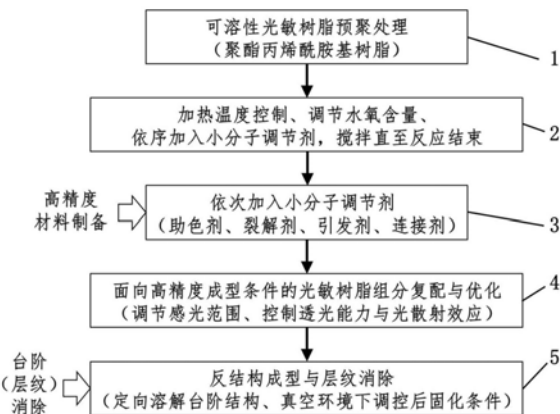 可溶性光敏树脂预聚处理
（聚酯丙烯酰胺基树脂）
1
加热温度控制、调节水氧含量、
依序加入小分子调节剂，搅拌直至反应结束
2
高精度
材料制备
依次加入小分子调节剂
（助色剂、裂解剂、引发剂、连接剂）
3
面向高精度成型条件的光敏树脂组分复配与优化
（调节感光范围、控制透光能力与光散射效应）
4
台阶
（层纹）
消除
反结构成型与层纹消除
（定向溶解台阶结构、真空环境下调控后固化条件）
5